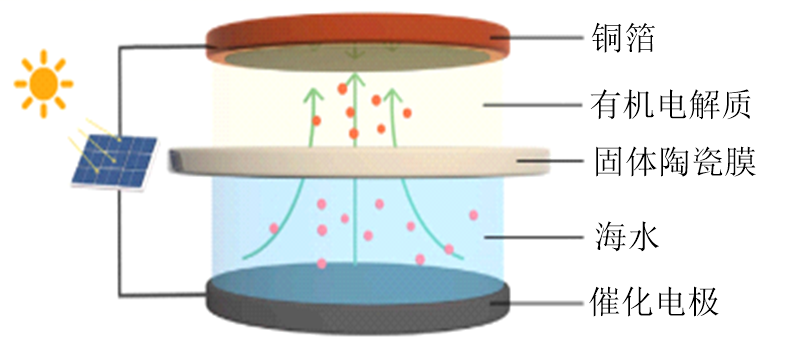 铜箔
有机电解质
固体陶瓷膜
海水
催化电极